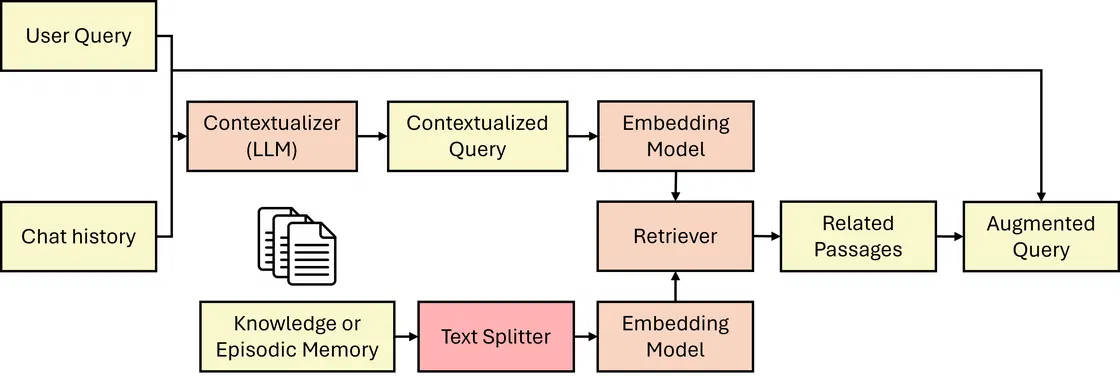 User Query
Contextualizer
(LLM)
Contextualized
Query
Embedding
Model
Chat history
Retriever
Related
Passages
Augmented
Query
Knowledge or
Episodic Memory
Text Splitter
Embedding
Model